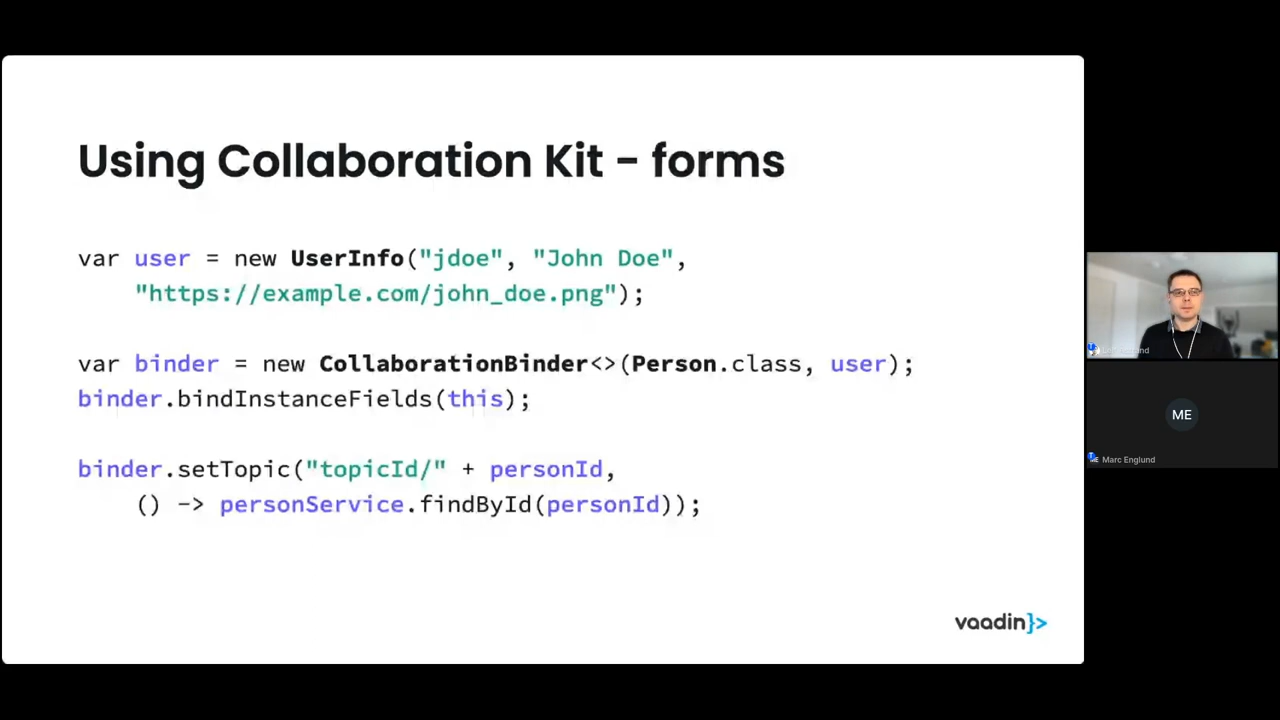 Using Collaboration Kit - forms
var user = new UserInfo("jdoe", "John Doe",
"https://example.com/john_doe.png");
var binder = new CollaborationBinder<>(Person.class, user);
binder.bindInstanceFields(this);
binder.setTopic("topicId/" + personId,
() -> personService.findById(personId));
vaadin}>
ME
Marc Englund